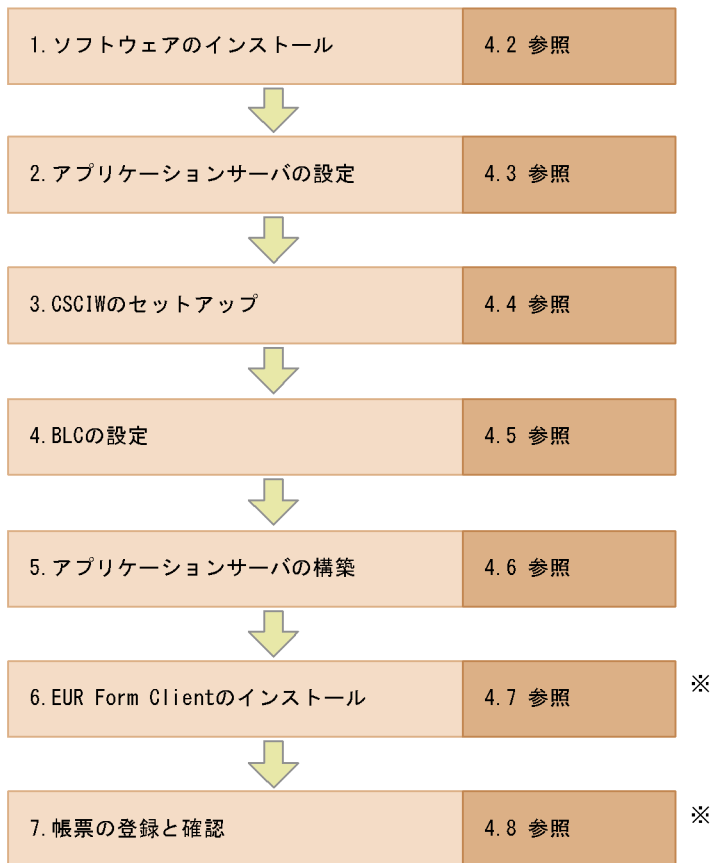 1.ソフトウェアのインストール 4.2 参照
2.アプリケーションサーバの設定 4.3 参照
3.CSCIWのセットアップ 4.4 参照
4.BLCの設定 4.5 参照
5.アプリケーションサーバの構築 4.6 参照
6.EUR Form Clientのインストール 4.7 参照 ※
7.帳票の登録と確認 4.8 参照 ※